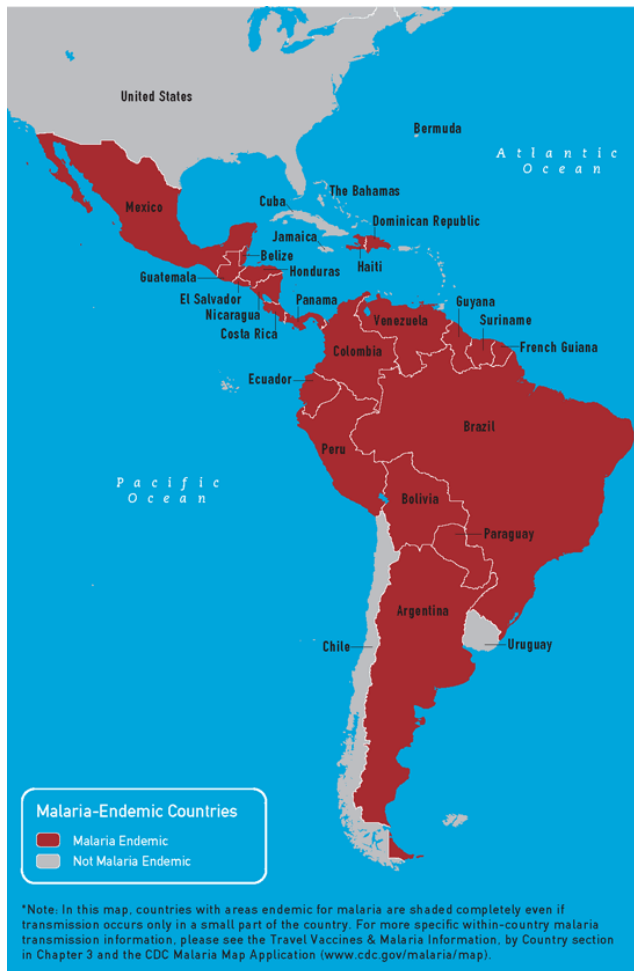 United States
Bermuda
Atlantic
Ocean
The Bahamas
Cuba
Mexico
Dominican Republic
Jamaica
Belize
Haiti
Honduras
Guatemala
El Salvador
Panama
Nicaragua
Guyana
Venezuela
Suriname
Costa Rica
French Guiana
Colombia
Ecuador
Brazil
Peru
Pacific
Ocean
Bolivia
Paraguay
Argentina
Chile
Uruguay
Malaria-Endemic Countries
Malaria Endemic
Not Malaria Endemic
*Note: In this map, countries with areas endemic for malaria are shaded completely even if
transmission occurs only in a small part of the country. For more specific within-country malaria
transmission information, please see the Travel Vaccines & Malaria Information, by Country section
in Chapter 3 and the CDC Malaria Map Application (www.cdc.gov/malaria/map).